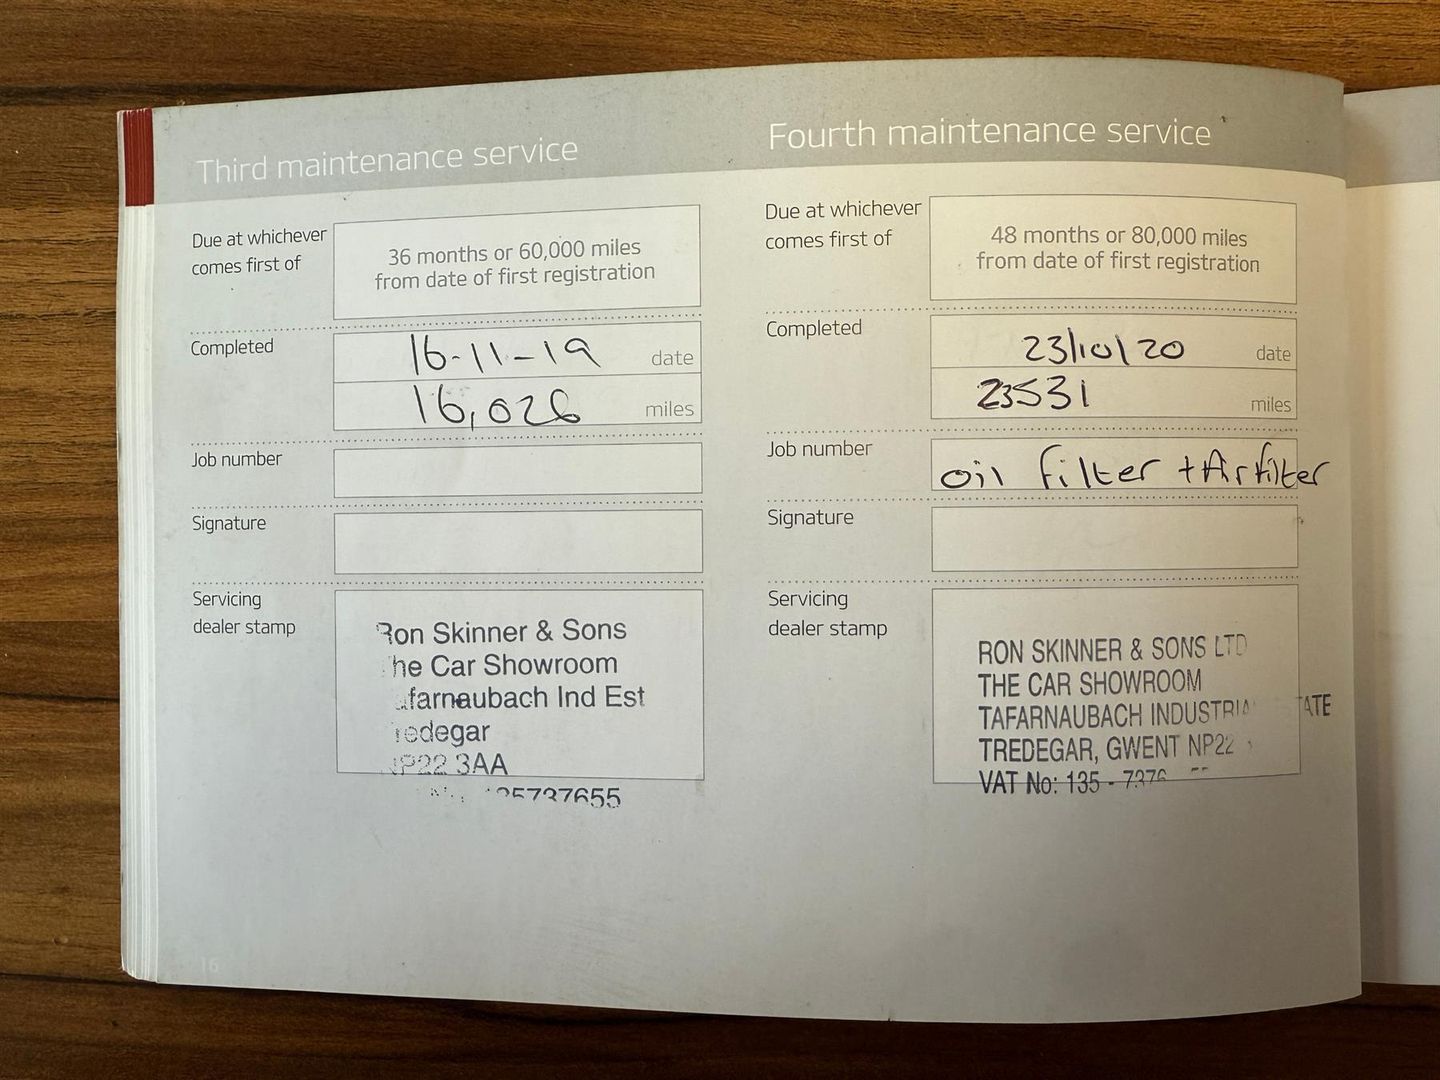 Third maintenance service
Due at whichever
comes first of
36 months or 60,000 miles
from date of first registration
Completed
16-11-19 date
16,026 miles
Job number
Signature
Servicing
dealer stamp
Ron Skinner & Sons
he Car Showroom
afarnaubach Ind Est
redegar
NP22 3AA
135737655
Fourth maintenance service
Due at whichever
comes first of
48 months or 80,000 miles
from date of first registration
Completed
23/10/20 date
23531 miles
Job number
oil filter + Air filter
Signature
Servicing
dealer stamp
RON SKINNER & SONS LTD
THE CAR SHOWROOM
TAFARNAUBACH INDUSTRIA TATE
TREDEGAR, GWENT NP22
VAT No: 135 - 7376
16